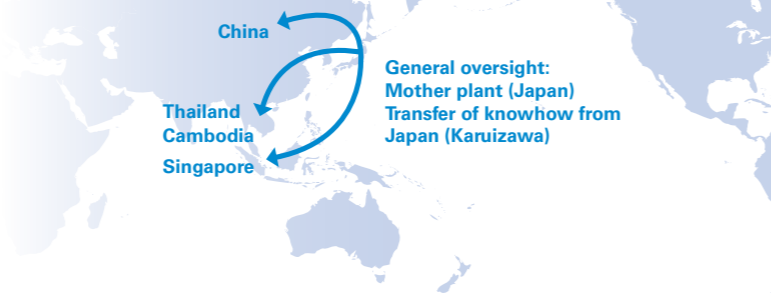 China
Thailand
Cambodia
Singapore
General oversight:
Mother plant (Japan)
Transfer of knowhow from
Japan (Karuizawa)